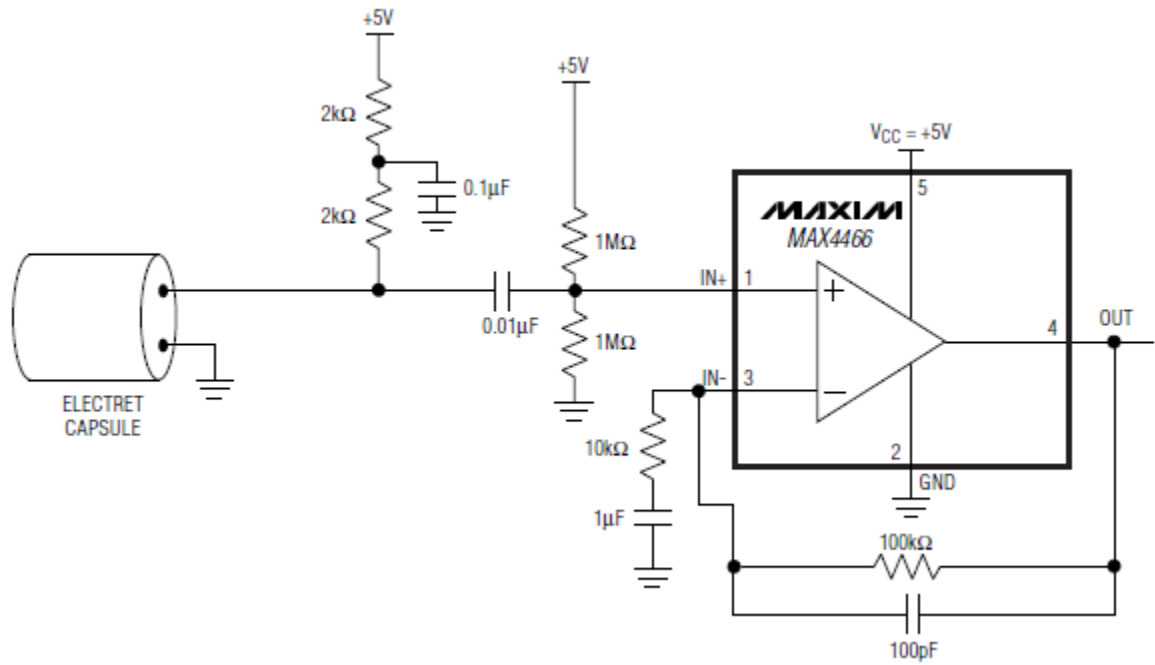 +5V
+5V
2kΩ
VCC = +5V
5
0.1µF
MAXIM
MAX4466
2kΩ
1MΩ
IN+
1
0.01µF
4
OUT
1MΩ
IN-
3
ELECTRET
CAPSULE
10kΩ
2
GND
1µF
100kΩ
100pF